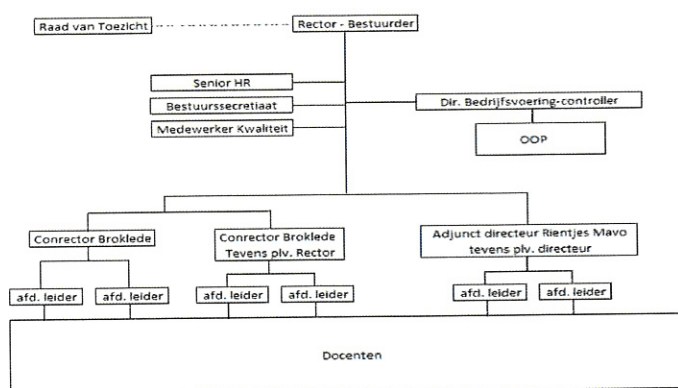 Raad van Toezicht
Rector - Bestuurder
Senior HR
Bestuurssecretiaat
Medewerker Kwaliteit
Dir. Bedrijfsvoering-controller
OOP
Conrector Broklede
Conrector Broklede
Tevens plv. Rector
Adjunct directeur Rientjes Mavo
tevens plv. directeur
afd. leider
afd. leider
afd. leider
afd. leider
afd. leider
afd. leider
Docenten